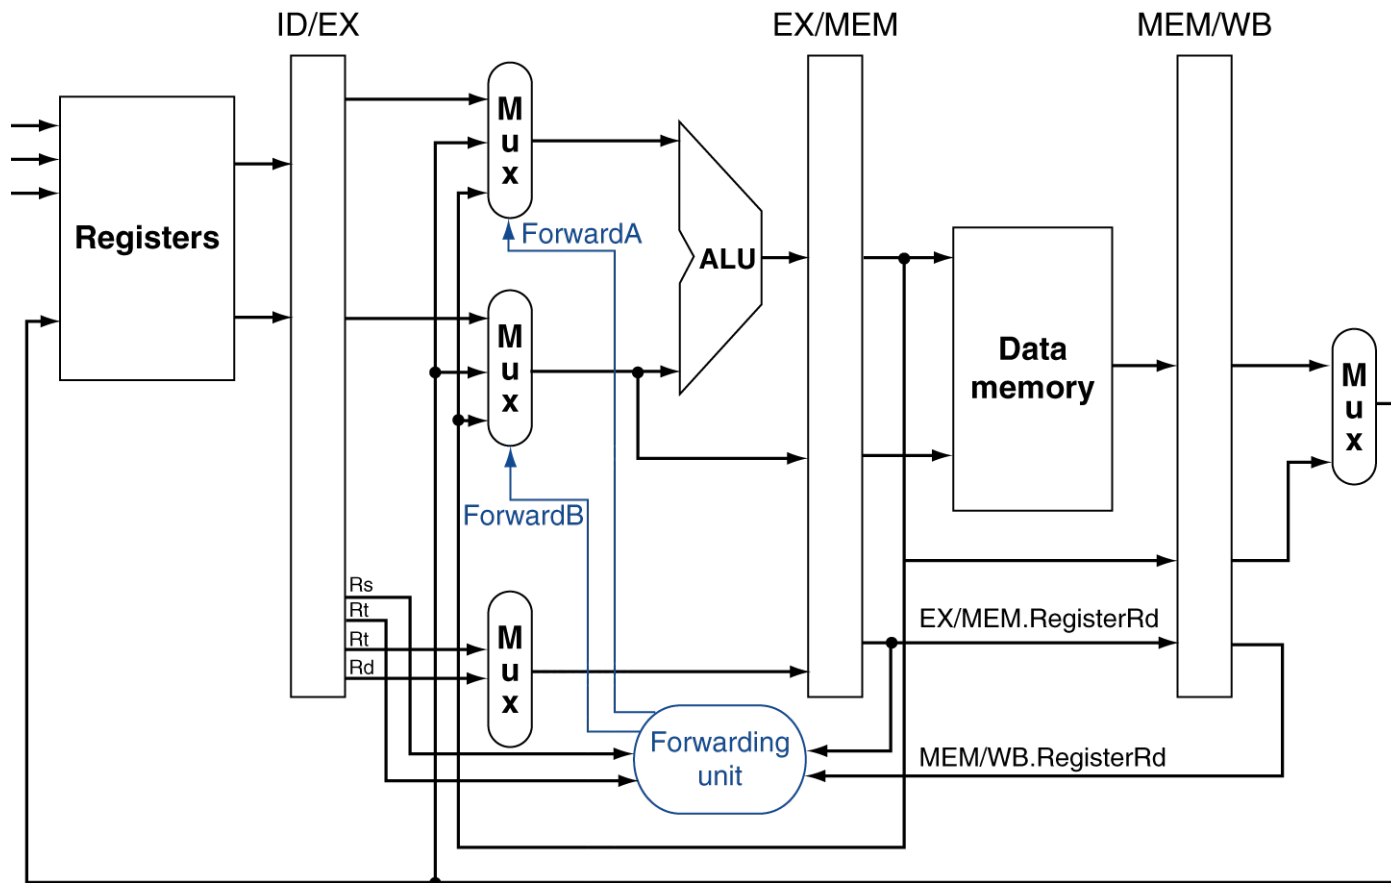 ID/EX
EX/MEM
MEM/WB
M
u
x
Registers
ForwardA
ALU
M
u
x
Data
memory
M
u
x
ForwardB
Rs
Rt
Rt
Rd
M
u
x
EX/MEM.RegisterRd
Forwarding
unit
MEM/WB.RegisterRd